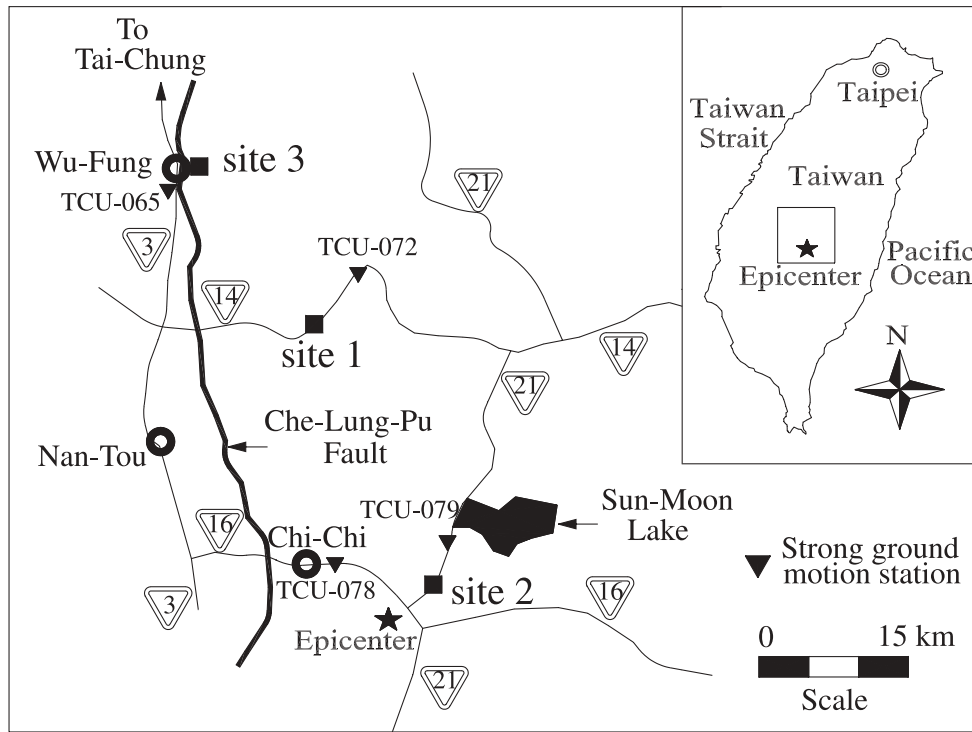 To
Tai-Chung
Wu-Fung
site 3
TCU-065
3
21
TCU-072
14
site 1
14
21
Che-Lung-Pu
Fault
Nan-Tou
TCU-079
Sun-Moon
Lake
16
Chi-Chi
TCU-078
site 2
3
16
Epicenter
21
Taipei
Taiwan
Strait
Taiwan
Pacific
Ocean
Epicenter
N
Strong ground
motion station
0 15 km
Scale